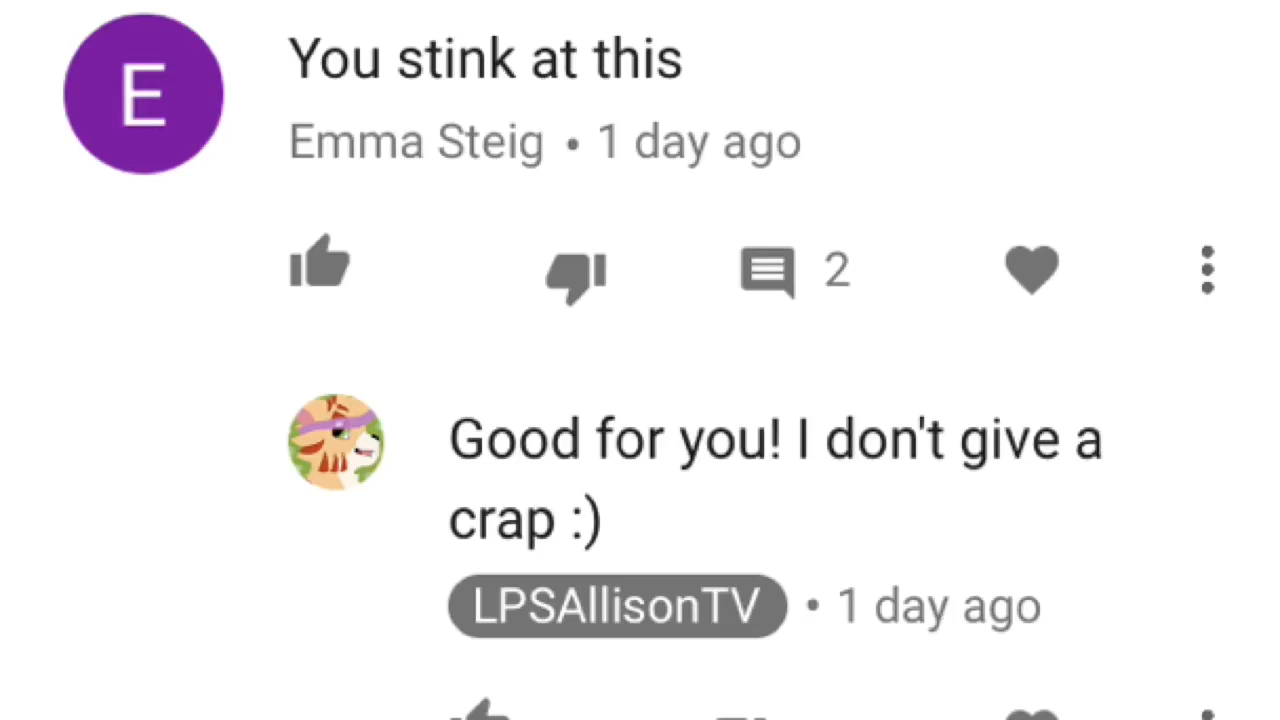 E
You stink at this
Emma Steig • 1 day ago
2
Good for you! I don't give a
crap :)
LPSAllisonTV • 1 day ago